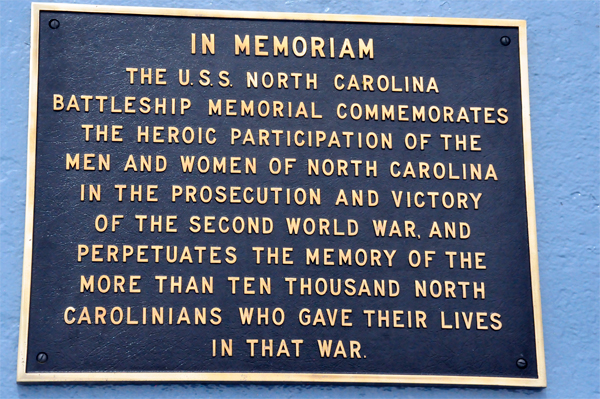 IN MEMORIAM
THE U.S.S. NORTH CAROLINA
BATTLESHIP MEMORIAL COMMEMORATES
THE HEROIC PARTICIPATION OF THE
MEN AND WOMEN OF NORTH CAROLINA
IN THE PROSECUTION AND VICTORY
OF THE SECOND WORLD WAR, AND
PERPETUATES THE MEMORY OF THE
MORE THAN TEN THOUSAND NORTH
CAROLINIANS WHO GAVE THEIR LIVES
IN THAT WAR.